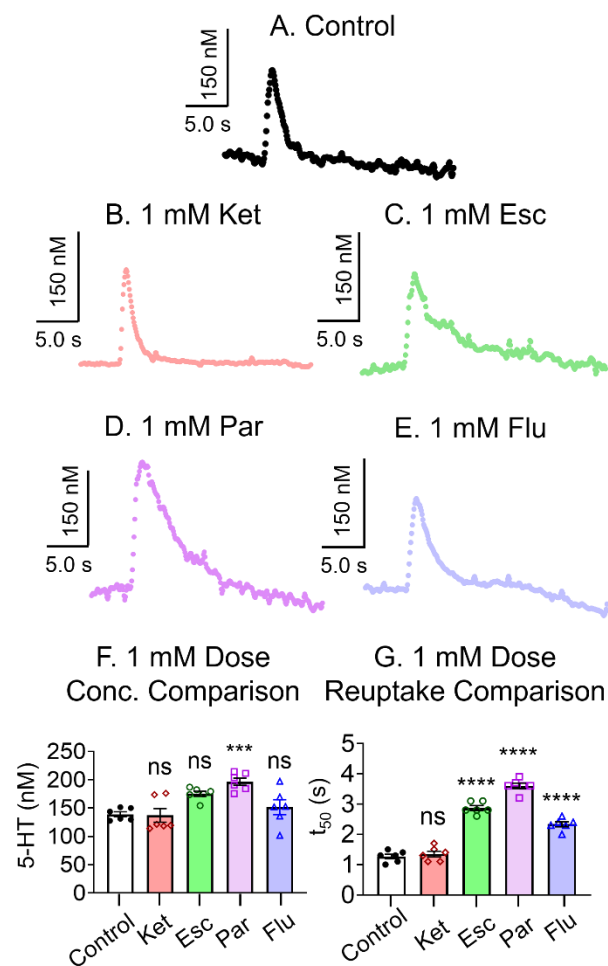 A. Control
150 nM
5.0 s
B. 1 mM Ket
150 nM
5.0 s
C. 1 mM Esc
150 nM
5.0 s
D. 1 mM Par
150 nM
5.0 s
E. 1 mM Flu
150 nM
5.0 s
F. 1 mM Dose
Conc. Comparison
5-HT (nM)
250
200
150
100
50
0
ns
ns
***
ns
Control
Ket
Esc
Par
Flu
G. 1 mM Dose
Reuptake Comparison
t50 (s)
5
4
3
2
1
0
ns
****
****
****
Control
Ket
Esc
Par
Flu